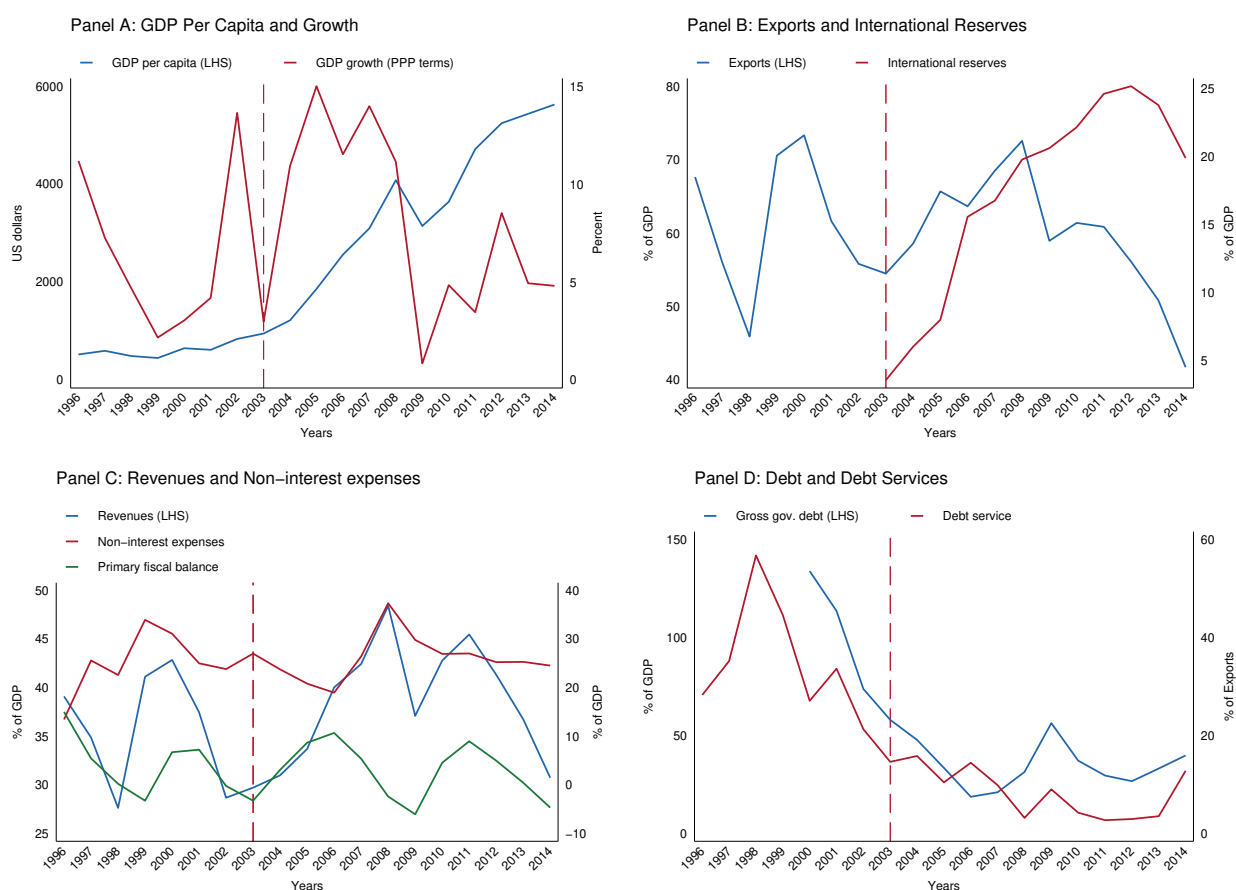 Panel A: GDP Per Capita and Growth
GDP per capita (LHS) GDP growth (PPP terms)
6000
4000
2000
0
US dollars
15
10
5
0
Percent
1996 1997 1998 1999 2000 2001 2002 2003 2004 2005 2006 2007 2008 2009 2010 2011 2012 2013 2014
Years
Panel B: Exports and International Reserves
Exports (LHS) International reserves
80
70
60
50
40
% of GDP
25
20
15
10
5
% of GDP
1996 1997 1998 1999 2000 2001 2002 2003 2004 2005 2006 2007 2008 2009 2010 2011 2012 2013 2014
Years
Panel C: Revenues and Non−interest expenses
Revenues (LHS)
Non−interest expenses
Primary fiscal balance
50
45
40
35
30
25
% of GDP
40
30
20
10
0
−10
% of GDP
1996 1997 1998 1999 2000 2001 2002 2003 2004 2005 2006 2007 2008 2009 2010 2011 2012 2013 2014
Years
Panel D: Debt and Debt Services
Gross gov. debt (LHS) Debt service
150
100
50
0
% of GDP
60
40
20
0
% of Exports
1996 1997 1998 1999 2000 2001 2002 2003 2004 2005 2006 2007 2008 2009 2010 2011 2012 2013 2014
Years